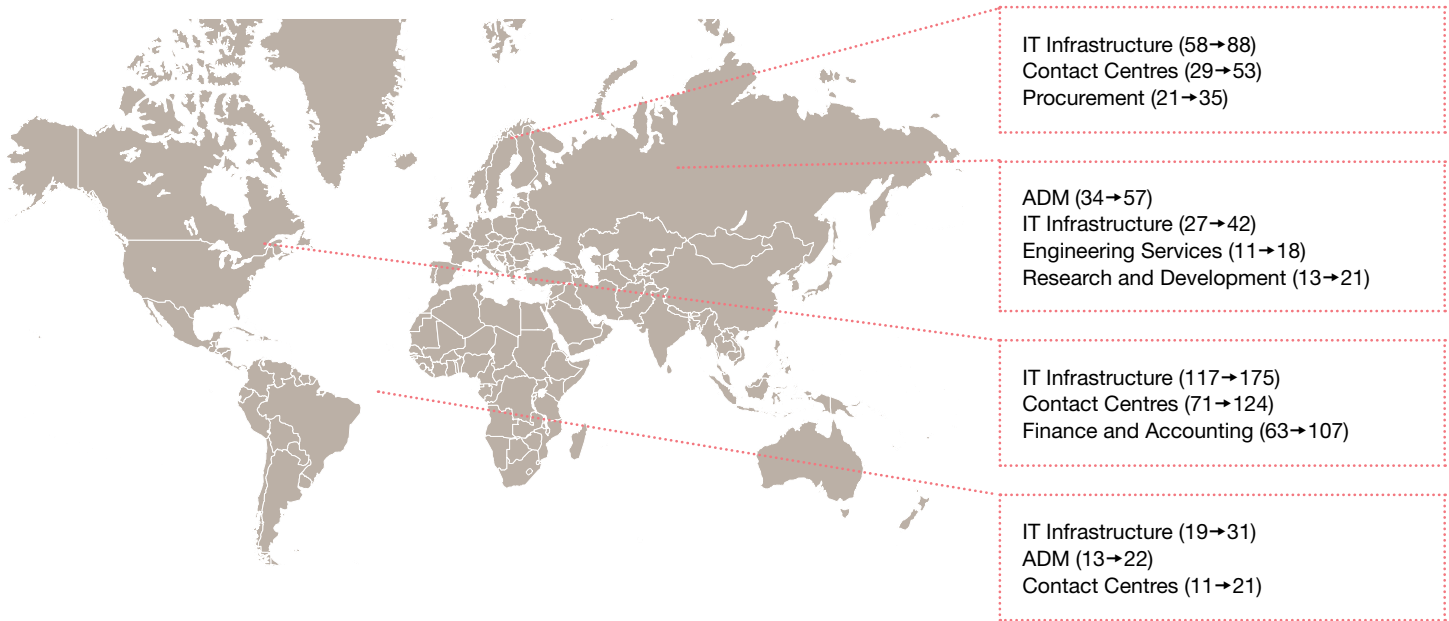 IT Infrastructure (58→88)
Contact Centres (29→53)
Procurement (21→35)
ADM (34→57)
IT Infrastructure (27→42)
Engineering Services (11→18)
Research and Development (13→21)
IT Infrastructure (117→175)
Contact Centres (71→124)
Finance and Accounting (63→107)
IT Infrastructure (19→31)
ADM (13→22)
Contact Centres (11→21)